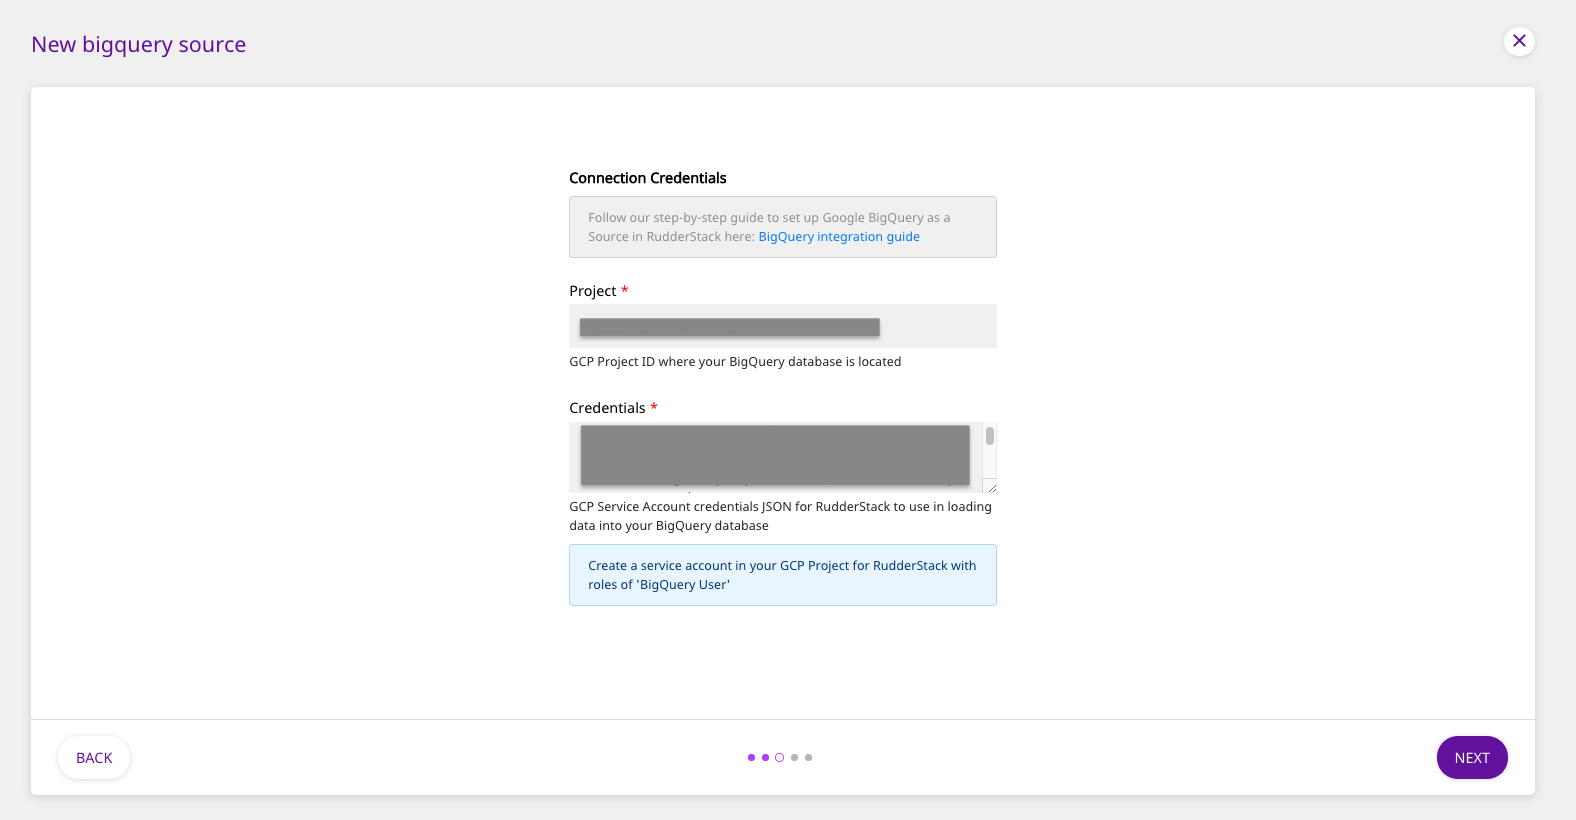 New bigquery source
Connection Credentials
Follow our step-by-step guide to set up Google BigQuery as a
Source in RudderStack here: BigQuery integration guide
Project *
GCP Project ID where your BigQuery database is located
Credentials *
GCP Service Account credentials JSON for RudderStack to use in loading
data into your BigQuery database
Create a service account in your GCP Project for RudderStack with
roles of 'BigQuery User'
BACK
NEXT